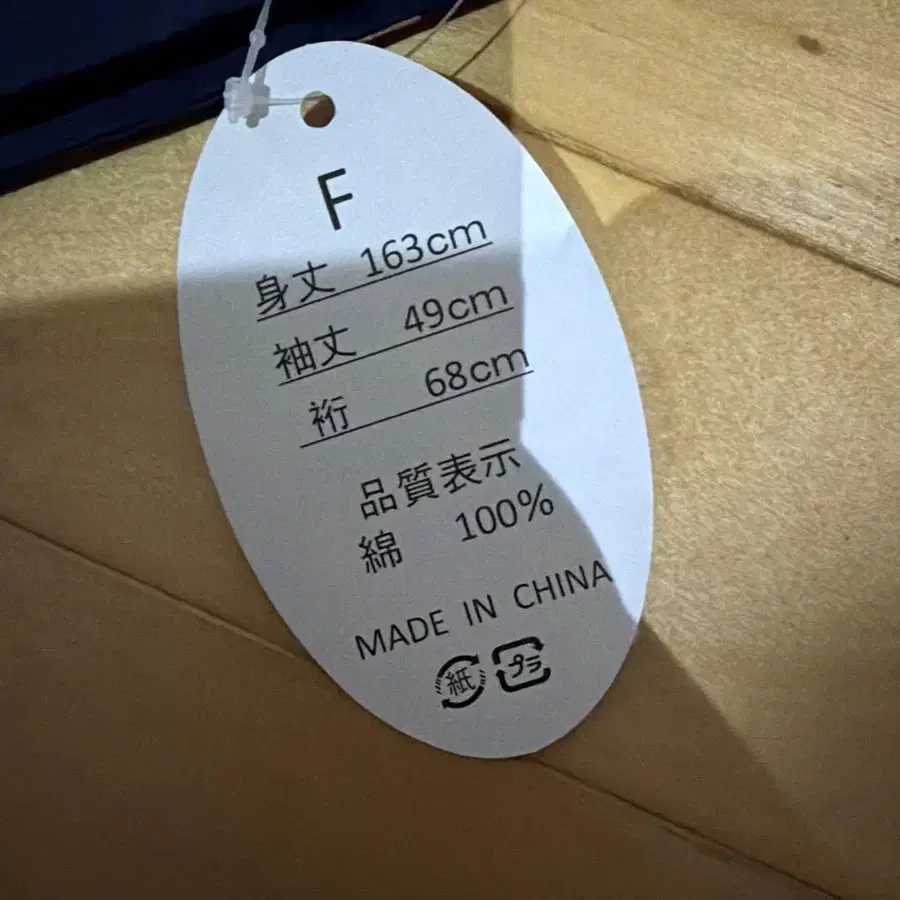 F
身丈 163cm
袖丈 49cm
裄 68cm
品質表示
綿 100%
MADE IN CHINA
紙 プラ